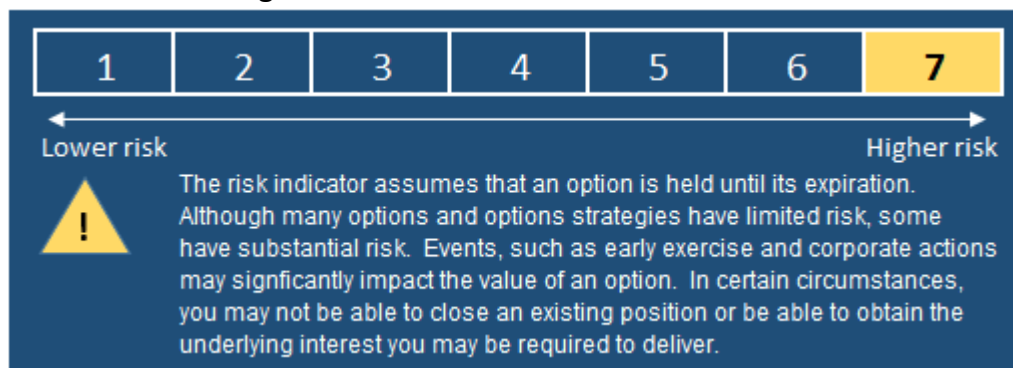 1 2 3 4 5 6 7
Lower risk Higher risk
!
The risk indicator assumes that an option is held until its expiration.
Although many options and options strategies have limited risk, some
have substantial risk. Events, such as early exercise and corporate actions
may signficantly impact the value of an option. In certain circumstances,
you may not be able to close an existing position or be able to obtain the
underlying interest you may be required to deliver.